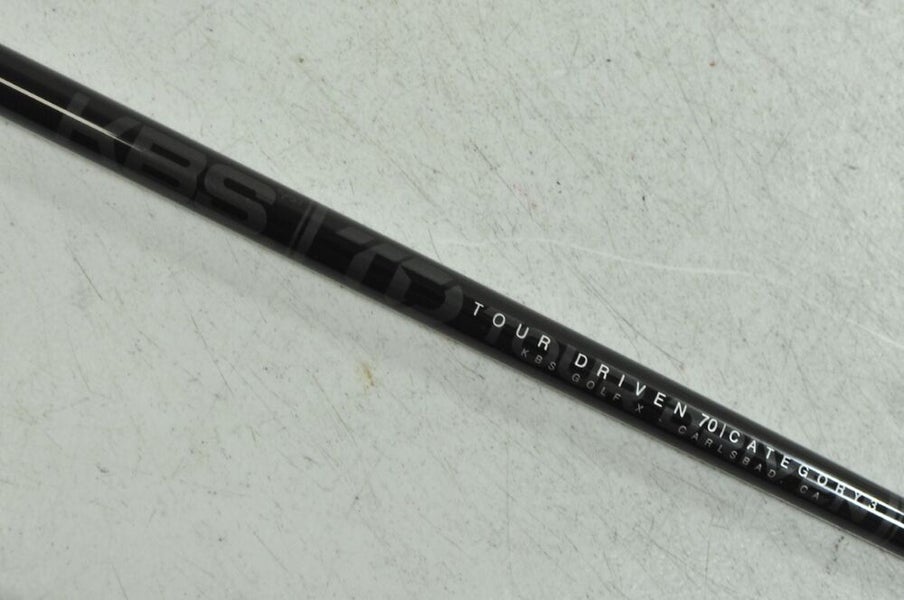 KBS | TD
TOUR DRIVEN 70 | CATEGORY 3
KBS GOLF X - CARLSBAD, CA